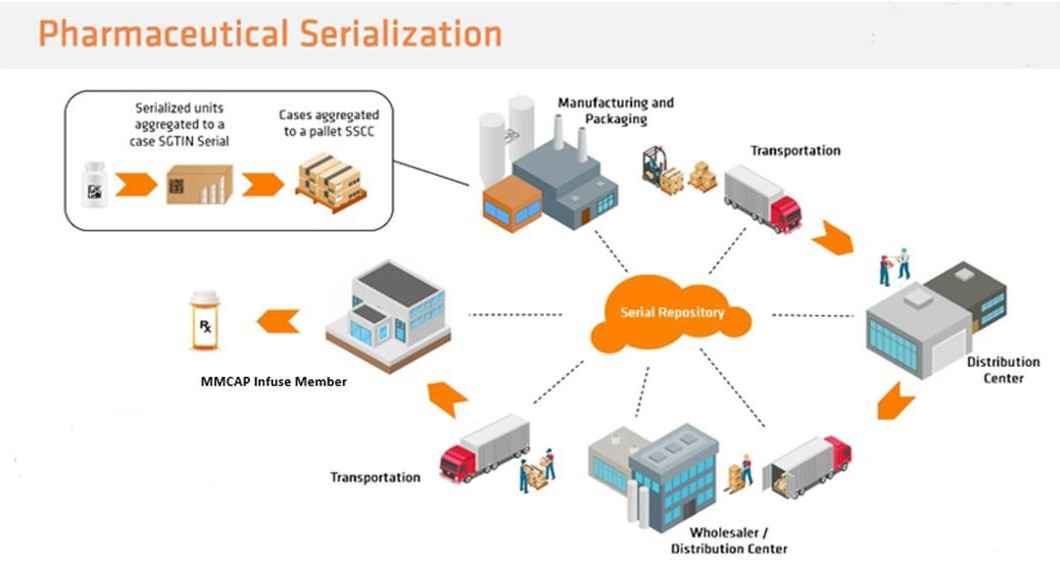 Pharmaceutical Serialization
Serialized units
aggregated to a
case SGTIN Serial
Cases aggregated
to a pallet SSCC
Manufacturing and
Packaging
Transportation
Serial Repository
Distribution
Center
Rx
MMCAP Infuse Member
Transportation
Wholesaler /
Distribution Center